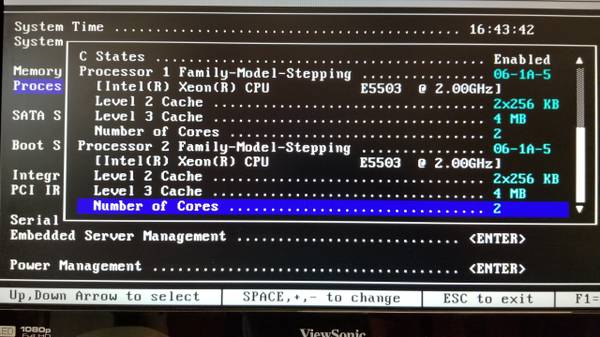 System Time ........................................ 16:43:42
System
C States ........................................ Enabled
Memory
Processor 1 Family-Model-Stepping ............... 06-1A-5
Proces
[Intel(R) Xeon(R) CPU E5503 @ 2.00GHz]
Level 2 Cache ................................... 2x256 KB
SATA S
Level 3 Cache ................................... 4 MB
Number of Cores ................................. 2
Boot S
Processor 2 Family-Model-Stepping ............... 06-1A-5
[Intel(R) Xeon(R) CPU E5503 @ 2.00GHz]
Integr
Level 2 Cache ................................... 2x256 KB
PCI IR
Level 3 Cache ................................... 4 MB
Number of Cores ................................. 2
Serial
Embedded Server Management ...................... <ENTER>
Power Management ................................ <ENTER>
Up,Down Arrow to select SPACE,+,- to change ESC to exit F1=
1080p
Full HD
ViewSonic